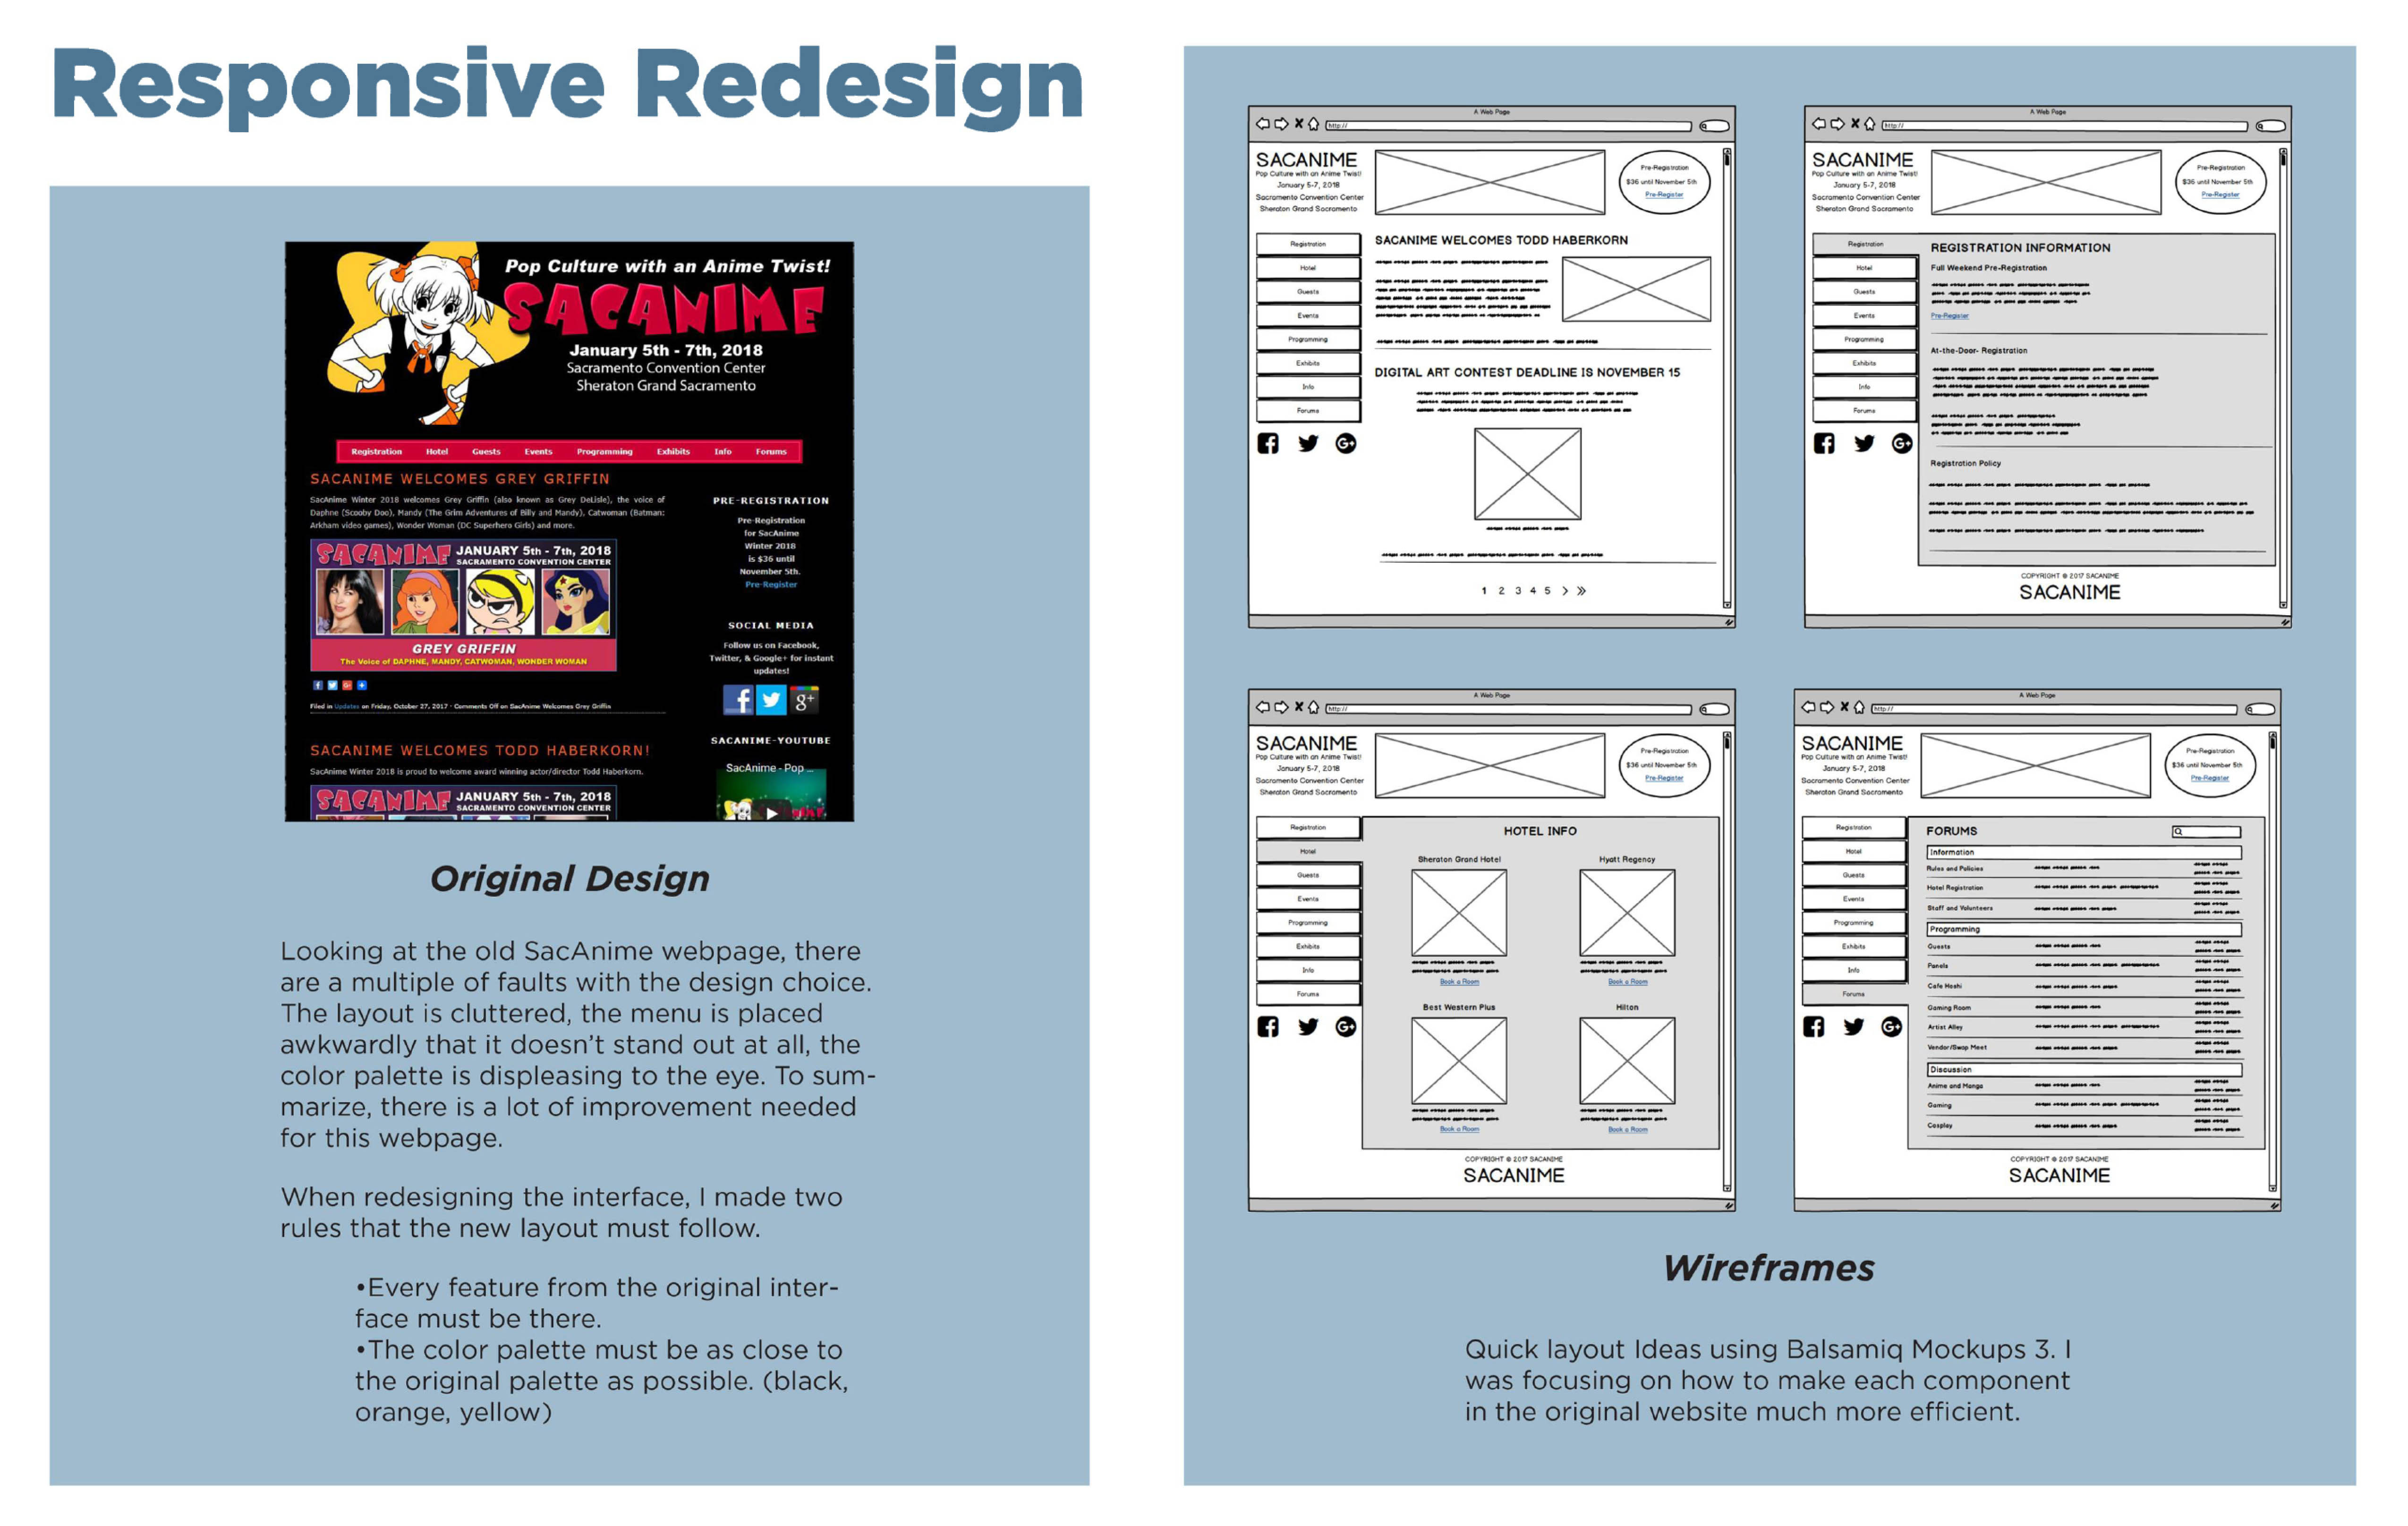 Responsive Redesign
Pop Culture with an Anime Twist!
SACANIME
January 5th - 7th, 2018
Sacramento Convention Center
Sheraton Grand Sacramento
Registration Hotel Guests Events Programming Exhibits Info Forums
SACANIME WELCOMES GREY GRIFFIN
SacAnime Winter 2018 welcomes Grey Griffin (also known as Grey DeLisle), the voice of
Daphne (Scooby Doo), Mandy (The Grim Adventures of Billy and Mandy), Catwoman (Batman:
Arkham video games), Wonder Woman (DC Superhero Girls) and more.
SACANIME JANUARY 5th - 7th, 2018
SACRAMENTO CONVENTION CENTER
GREY GRIFFIN
The Voice of DAPHNE, MANDY, CATWOMAN, WONDER WOMAN
Filed in Updates on Friday, October 27, 2017 · Comments Off on SacAnime Welcomes Grey Griffin
SACANIME WELCOMES TODD HABERKORN!
SacAnime Winter 2018 is proud to welcome award winning actor/director Todd Haberkorn.
SACANIME JANUARY 5th - 7th, 2018
SACRAMENTO CONVENTION CENTER
PRE-REGISTRATION
Pre-Registration
for SacAnime
Winter 2018
is $36 until
November 5th.
Pre-Register
SOCIAL MEDIA
Follow us on Facebook,
Twitter, & Google+ for instant
updates!
SACANIME-YOUTUBE
SacAnime - Pop ...
Original Design
Looking at the old SacAnime webpage, there
are a multiple of faults with the design choice.
The layout is cluttered, the menu is placed
awkwardly that it doesn't stand out at all, the
color palette is displeasing to the eye. To sum-
marize, there is a lot of improvement needed
for this webpage.
When redesigning the interface, I made two
rules that the new layout must follow.
•Every feature from the original inter-
face must be there.
•The color palette must be as close to
the original palette as possible. (black,
orange, yellow)
A Web Page
http://
SACANIME
Pop Culture with an Anime Twist!
January 5-7, 2018
Sacramento Convention Center
Sheraton Grand Sacramento
Pre-Registration
$36 until November 5th
Pre-Register
Registration
Hotel
Guests
Events
Programming
Exhibits
Info
Forums
SACANIME WELCOMES TODD HABERKORN
DIGITAL ART CONTEST DEADLINE IS NOVEMBER 15
1 2 3 4 5 > »
A Web Page
http://
SACANIME
Pop Culture with an Anime Twist!
January 5-7, 2018
Sacramento Convention Center
Sheraton Grand Sacramento
Pre-Registration
$36 until November 5th
Pre-Register
Registration
Hotel
Guests
Events
Programming
Exhibits
Info
Forums
REGISTRATION INFORMATION
Full Weekend Pre-Registration
Pre-Register
At-the-Door- Registration
Registration Policy
COPYRIGHT © 2017 SACANIME
SACANIME
A Web Page
http://
SACANIME
Pop Culture with an Anime Twist!
January 5-7, 2018
Sacramento Convention Center
Sheraton Grand Sacramento
Pre-Registration
$36 until November 5th
Pre-Register
Registration
Hotel
Guests
Events
Programming
Exhibits
Info
Forums
HOTEL INFO
Sheraton Grand Hotel
Hyatt Regency
Book a Room
Book a Room
Best Western Plus
Hilton
Book a Room
Book a Room
COPYRIGHT © 2017 SACANIME
SACANIME
A Web Page
http://
SACANIME
Pop Culture with an Anime Twist!
January 5-7, 2018
Sacramento Convention Center
Sheraton Grand Sacramento
Pre-Registration
$36 until November 5th
Pre-Register
Registration
Hotel
Guests
Events
Programming
Exhibits
Info
Forums
FORUMS
Information
Rules and Policies
Hotel Registration
Staff and Volunteers
Programming
Guests
Panels
Cafe Hoshi
Gaming Room
Artist Alley
Vendor/Swap Meet
Discussion
Anime and Manga
Gaming
Cosplay
COPYRIGHT © 2017 SACANIME
SACANIME
Wireframes
Quick layout Ideas using Balsamiq Mockups 3. I
was focusing on how to make each component
in the original website much more efficient.